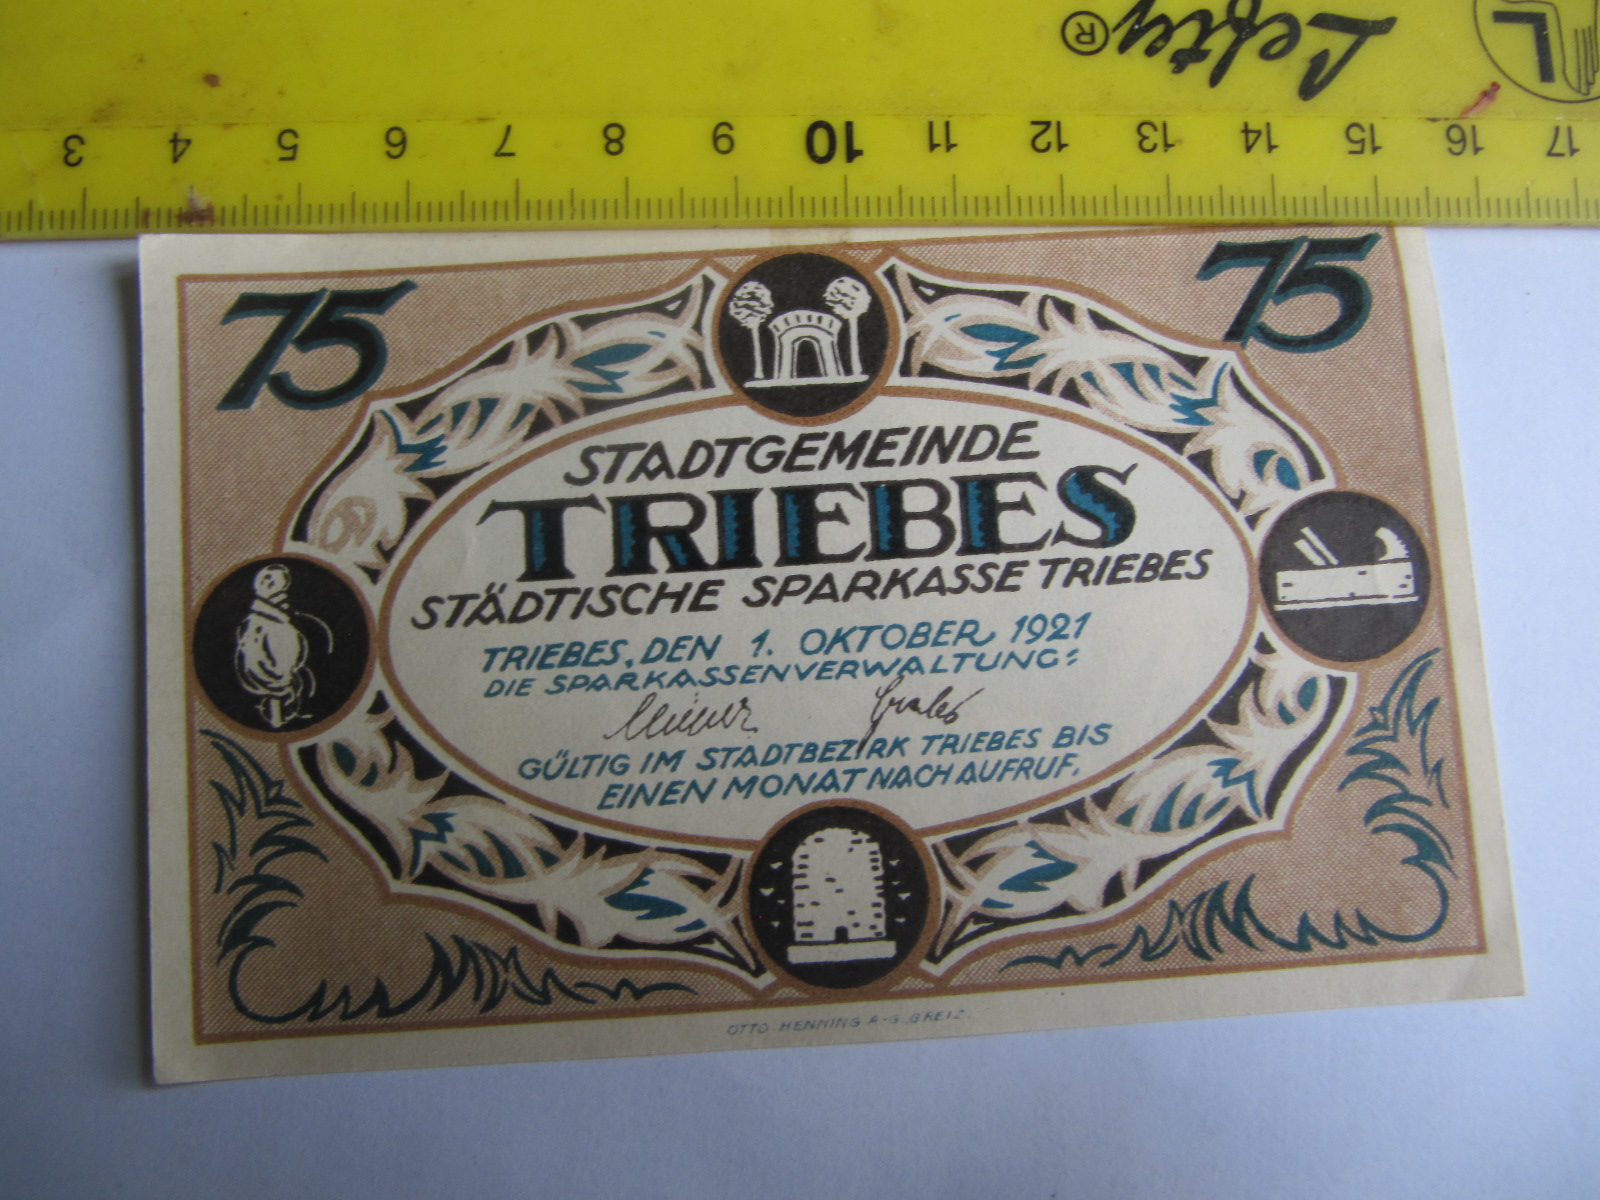 Lefty®
L
3 4 5 6 7 8 9 10 11 12 13 14 15 16 17
75 75
STADTGEMEINDE
TRIEBES
STÄDTISCHE SPARKASSE TRIEBES
TRIEBES, DEN 1. OKTOBER 1921
DIE SPARKASSENVERWALTUNG:
GÜLTIG IM STADTBEZIRK TRIEBES BIS
EINEN MONAT NACH AUFRUF.
OTTO HENNING A.-G. GREIZ.